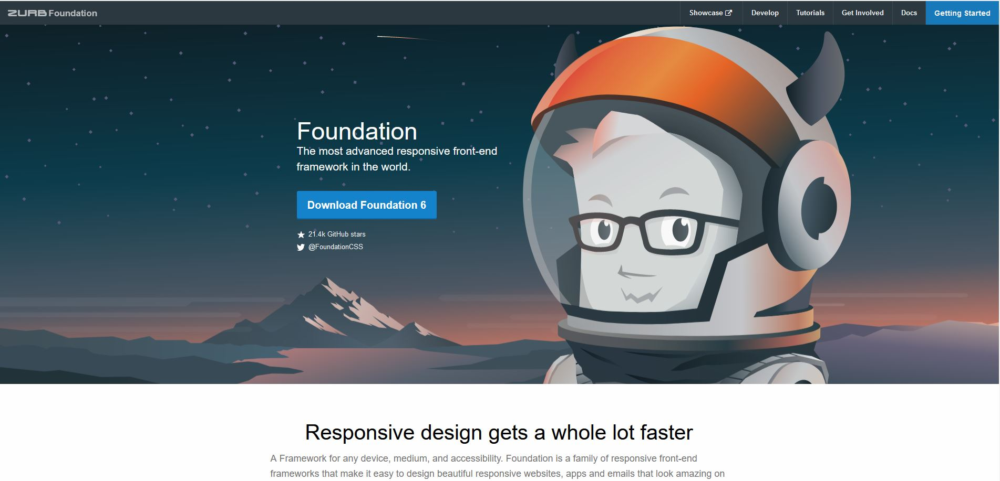 ZURB Foundation
Showcase
Develop
Tutorials
Get Involved
Docs
Getting Started
Foundation
The most advanced responsive front-end
framework in the world.
Download Foundation 6
21.4k GitHub stars
@FoundationCSS
Responsive design gets a whole lot faster
A Framework for any device, medium, and accessibility. Foundation is a family of responsive front-end
frameworks that make it easy to design beautiful responsive websites, apps and emails that look amazing on